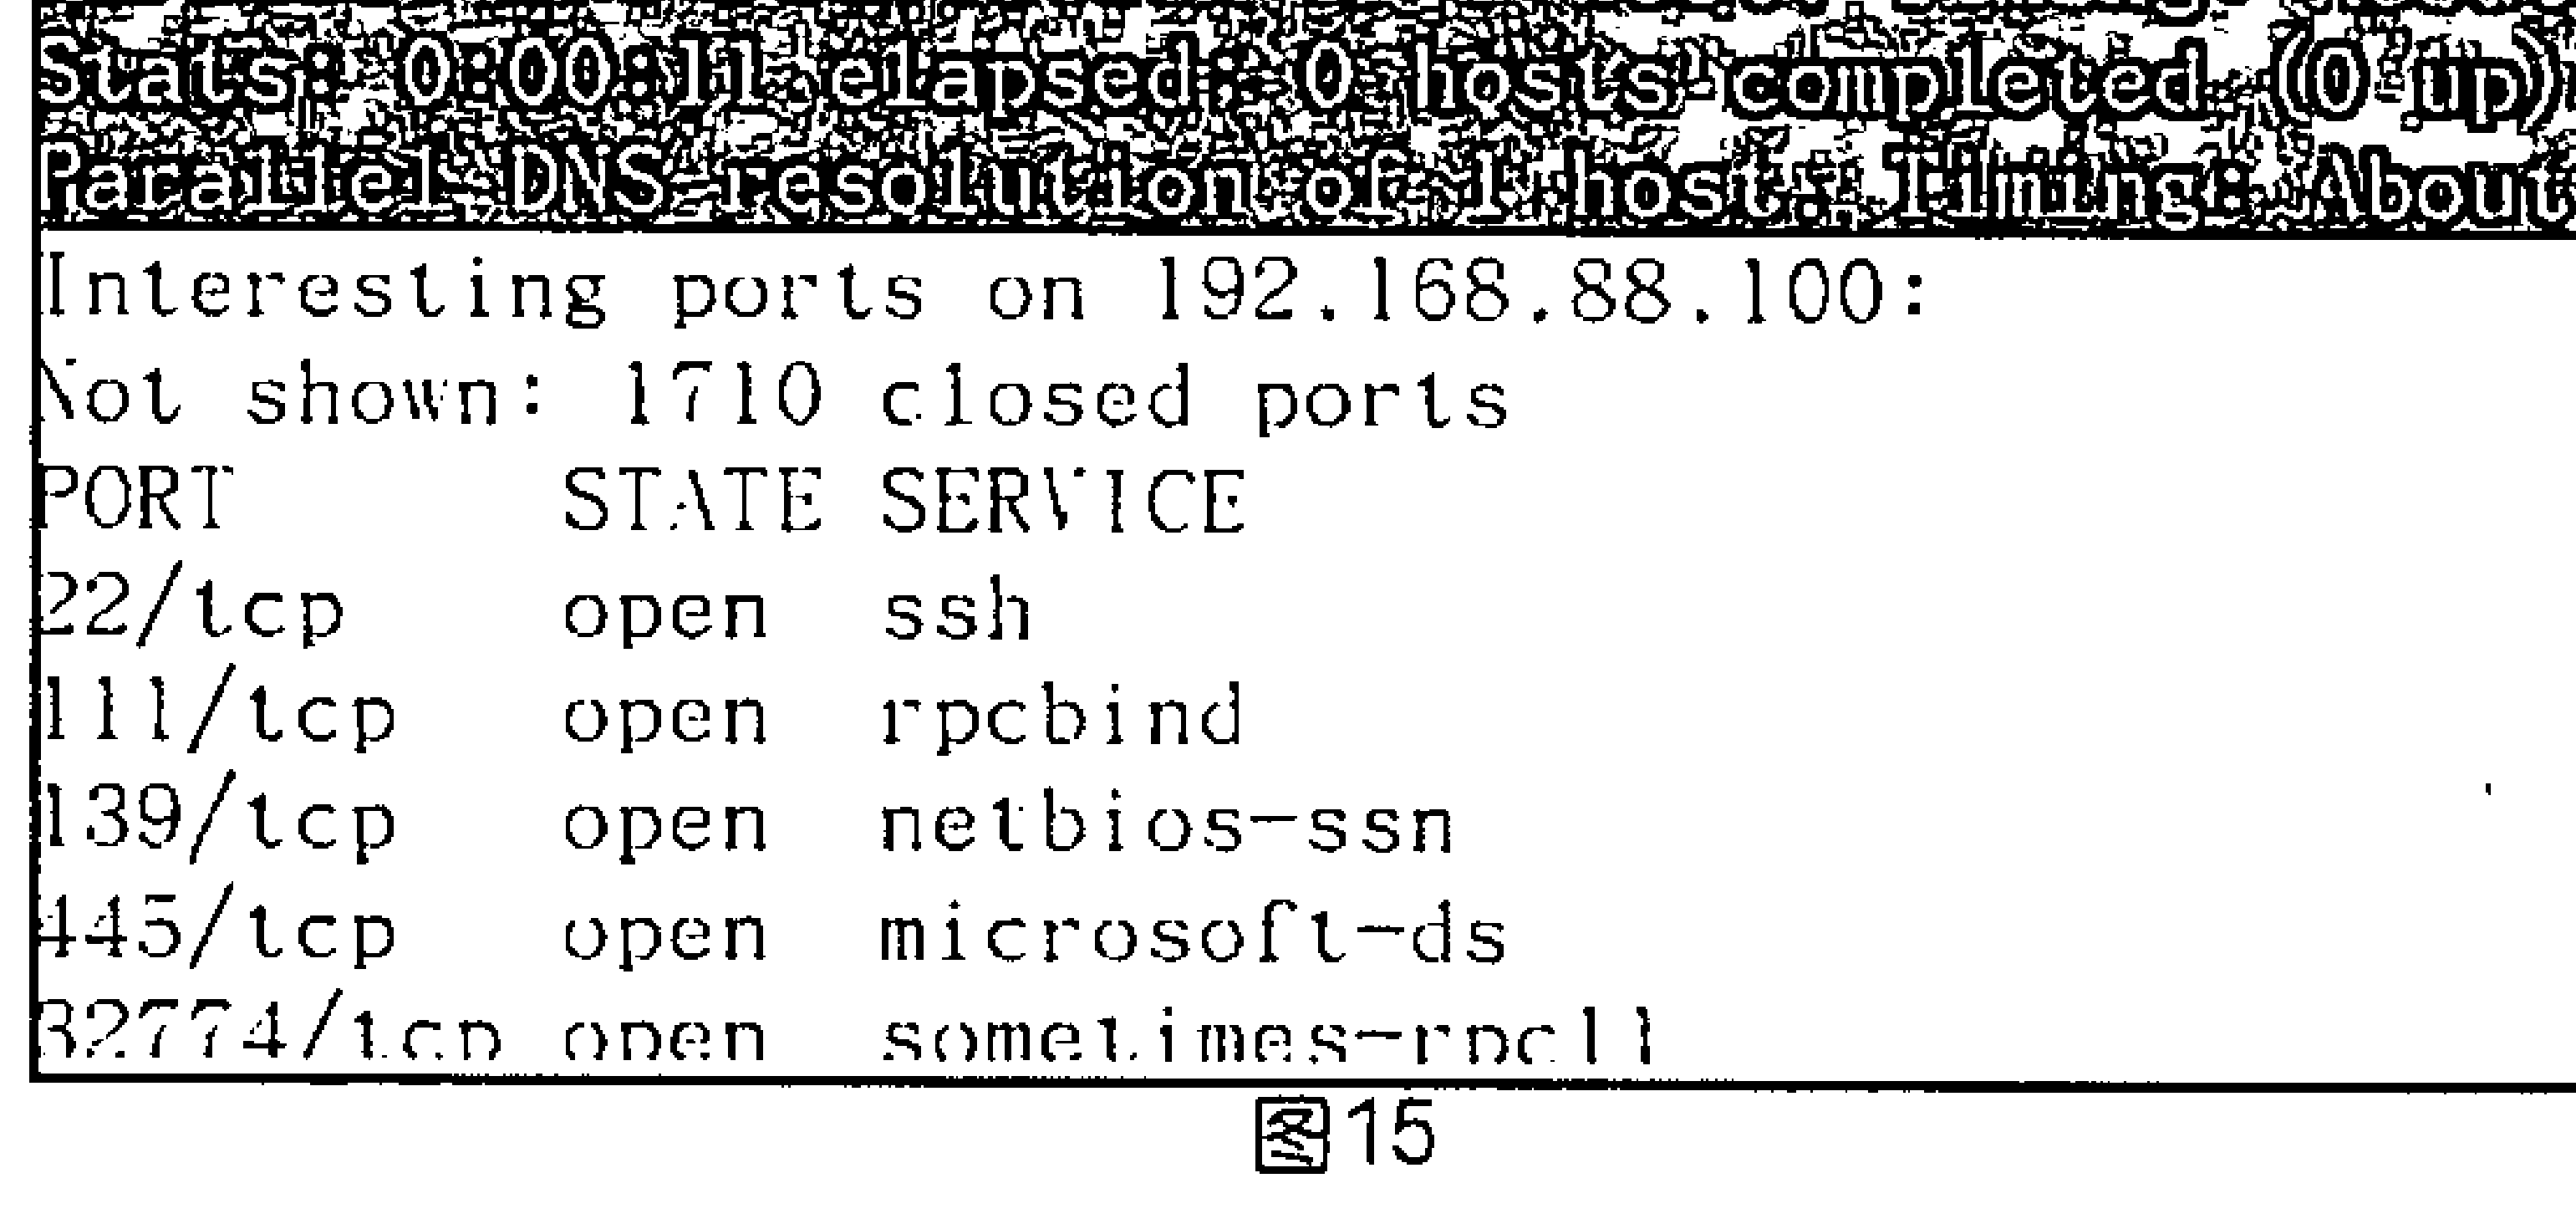 Stats: 0:00:11 elapsed; 0 hosts completed (0 up)
Parallel DNS resolution of 1 host. Timing: About
Interesting ports on 192.168.88.100:
Not shown: 1710 closed ports
PORT STATE SERVICE
22/tcp open ssh
111/tcp open rpcbind
139/tcp open netbios-ssn
445/tcp open microsoft-ds
32774/tcp open sometimes-rpc11
图15